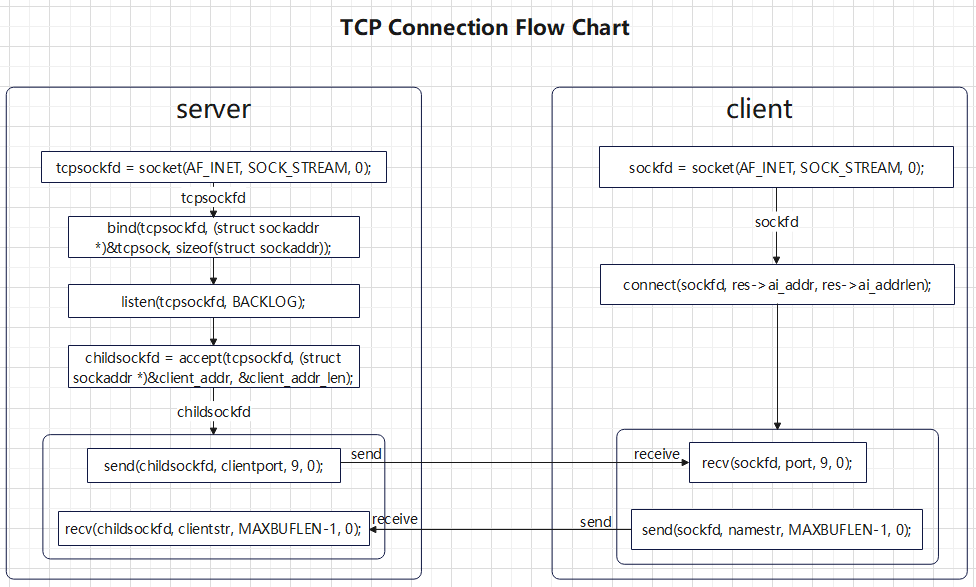 TCP Connection Flow Chart
server
tcpsockfd = socket(AF_INET, SOCK_STREAM, 0);
tcpsockfd
bind(tcpsockfd, (struct sockaddr
*)&tcpsock, sizeof(struct sockaddr));
listen(tcpsockfd, BACKLOG);
childsockfd = accept(tcpsockfd, (struct
sockaddr *)&client_addr, &client_addr_len);
childsockfd
send(childsockfd, clientport, 9, 0);
send
recv(childsockfd, clientstr, MAXBUFLEN-1, 0);
receive
client
sockfd = socket(AF_INET, SOCK_STREAM, 0);
sockfd
connect(sockfd, res->ai_addr, res->ai_addrlen);
receive
recv(sockfd, port, 9, 0);
send
send(sockfd, namestr, MAXBUFLEN-1, 0);